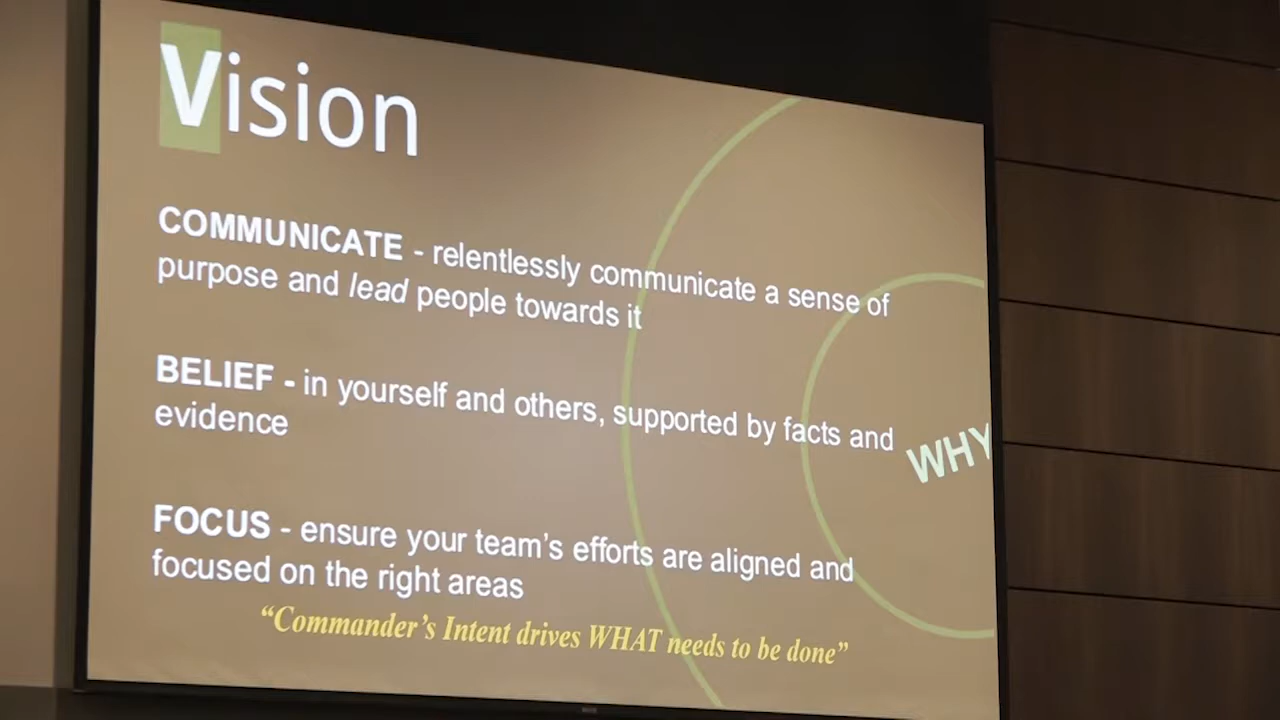 Vision
COMMUNICATE - relentlessly communicate a sense of
purpose and lead people towards it
BELIEF - in yourself and others, supported by facts and
evidence
WHY
FOCUS - ensure your team's efforts are aligned and
focused on the right areas
“Commander’s Intent drives WHAT needs to be done”